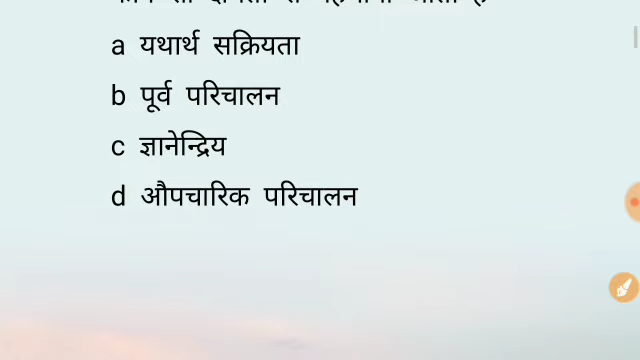 a यथार्थ सक्रियता
b पूर्व परिचालन
c ज्ञानेन्द्रिय
d औपचारिक परिचालन